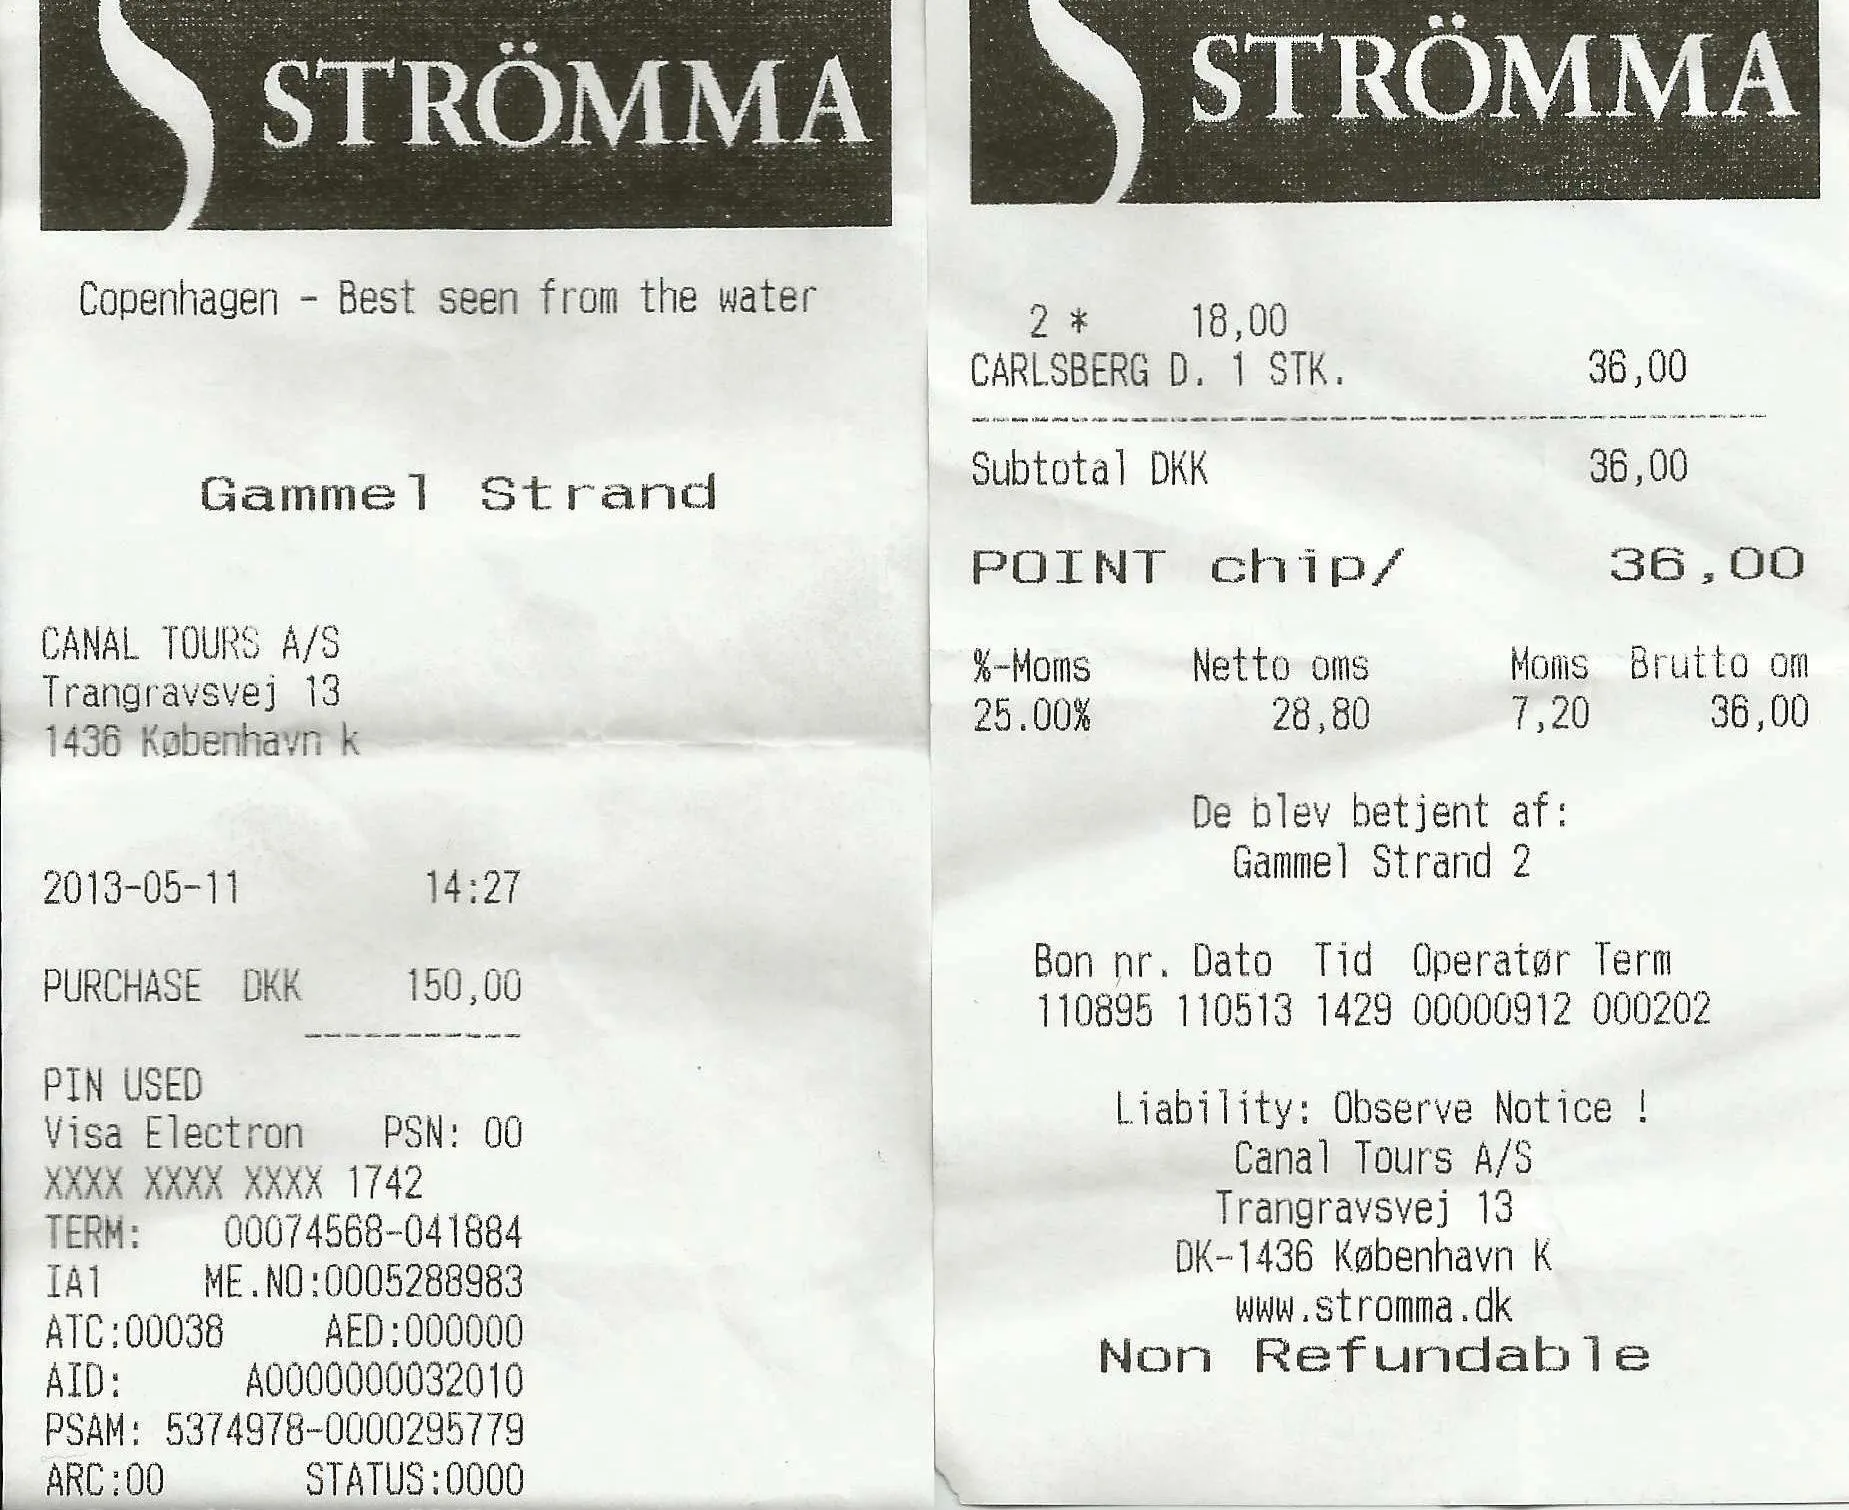 STRÖMMA
Copenhagen - Best seen from the water
Gammel Strand
CANAL TOURS A/S
Trangravsvej 13
1436 København k
2013-05-11 14:27
PURCHASE DKK 150,00
PIN USED
Visa Electron PSN: 00
XXXX XXXX XXXX 1742
TERM: 00074568-041884
IA1 ME.NO:0005288983
ATC:00038 AED:000000
AID: A0000000032010
PSAM: 5374978-0000295779
ARC:00 STATUS:0000
STRÖMMA
2 * 18,00
CARLSBERG D. 1 STK. 36,00
Subtotal DKK 36,00
POINT chip/ 36,00
%-Moms Netto oms Moms Brutto om
25.00% 28,80 7,20 36,00
De blev betjent af:
Gammel Strand 2
Bon nr. Dato Tid Operatør Term
110895 110513 1429 00000912 000202
Liability: Observe Notice !
Canal Tours A/S
Trangravsvej 13
DK-1436 København K
www.stromma.dk
Non Refundable